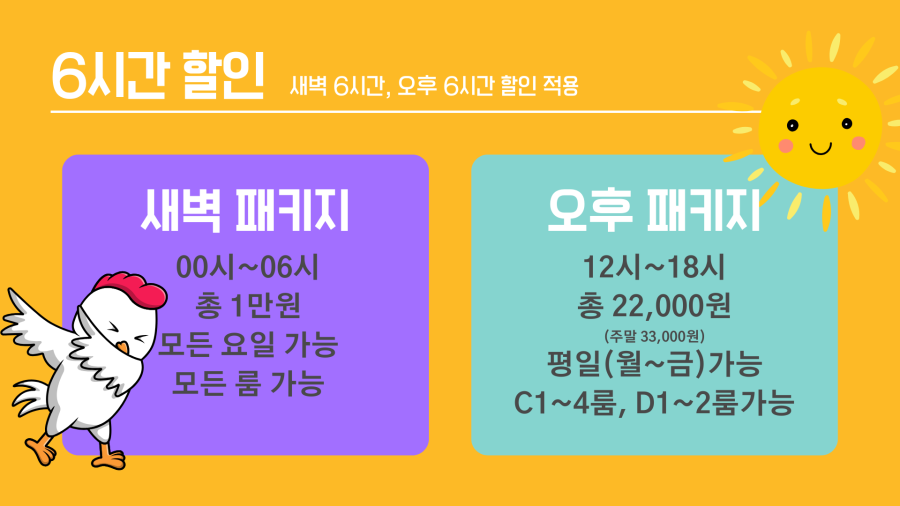 6시간 할인
새벽 6시간, 오후 6시간 할인 적용
새벽 패키지
00시~06시
총 1만원
모든 요일 가능
모든 룸 가능
오후 패키지
12시~18시
총 22,000원
(주말 33,000원)
평일(월~금)가능
C1~4룸, D1~2룸가능